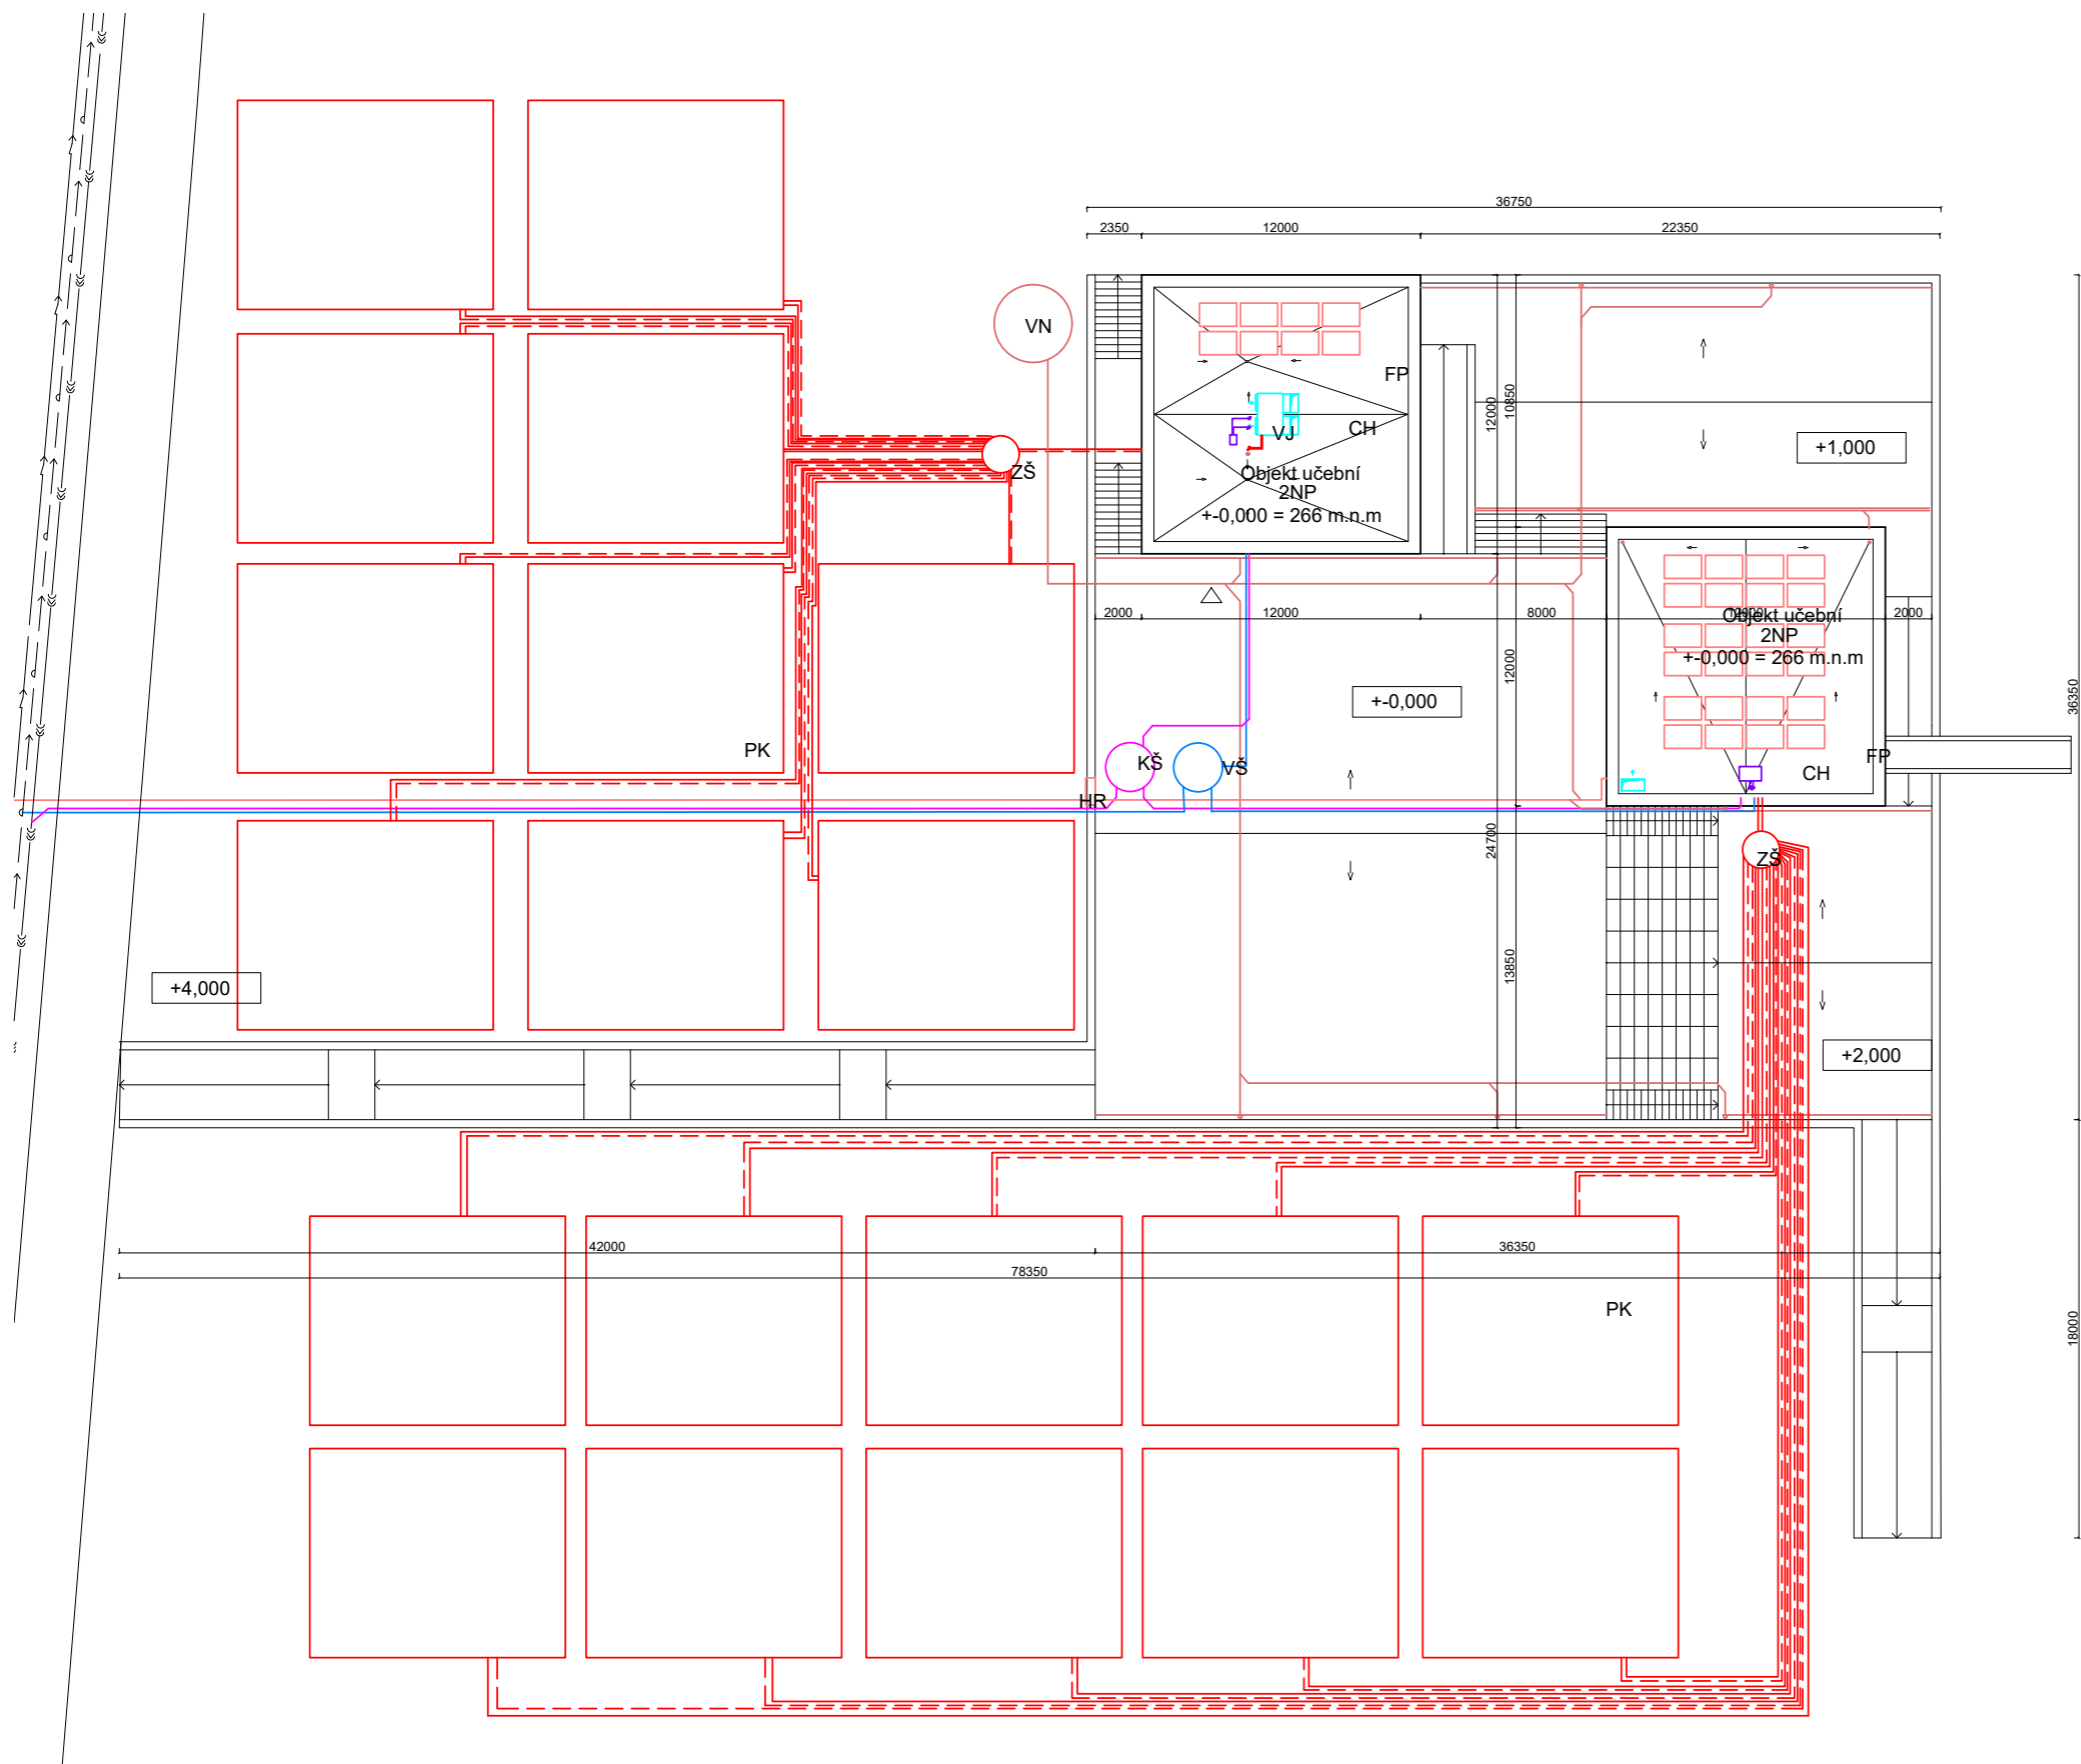 36750
2350
12000
22350
VN
FP
12000
10850
CH
VJ
+1,000
ZŠ
Objekt učební
2NP
+-0,000 = 266 m.n.m
2000
12000
8000
12000
2000
Objekt učební
2NP
+-0,000 = 266 m.n.m
12000
+-0,000
36350
PK
KŠ
VŠ
FP
CH
HR
24700
ZŠ
13850
+4,000
+2,000
42000
36350
78350
PK
18000